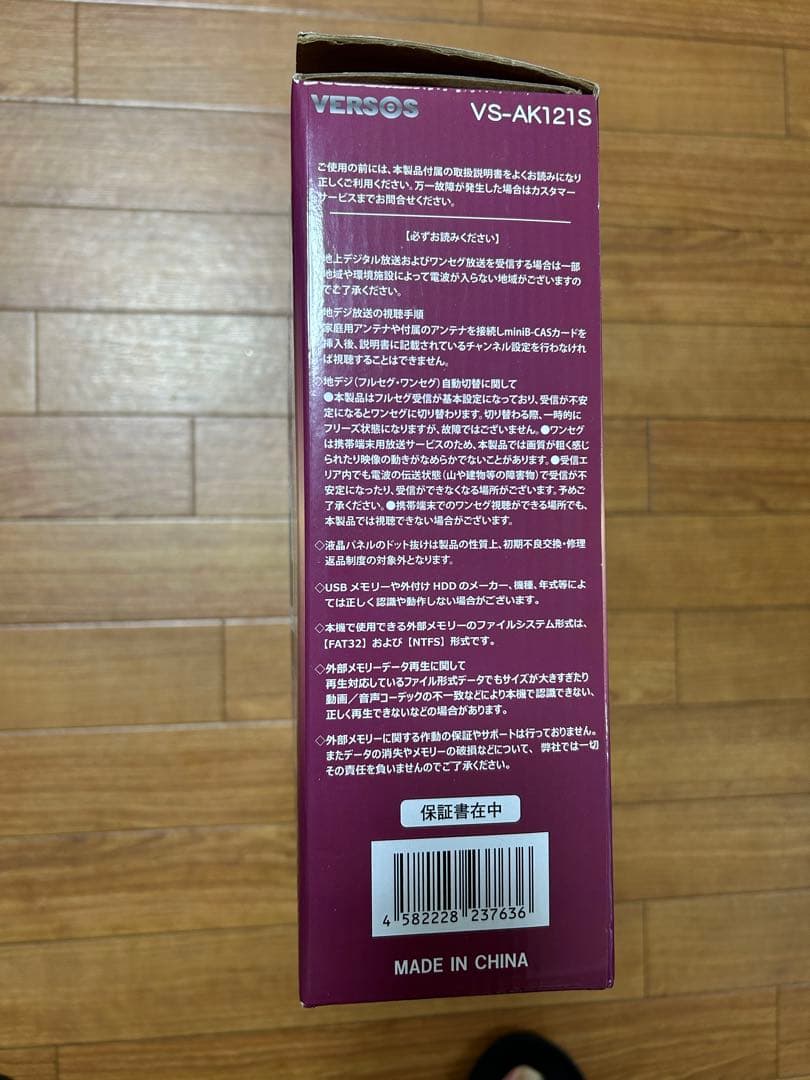 VERSOS
VS-AK121S
ご使用の前には、本製品付属の取扱説明書をよくお読みになり
正しくご利用ください。万一故障が発生した場合はカスタマー
サービスまでお問合せください。
【必ずお読みください】
地上デジタル放送およびワンセグ放送を受信する場合は一部
地域や環境施設によって電波が入らない地域がございますの
でご了承ください。
地デジ放送の視聴手順
家庭用アンテナや付属のアンテナを接続しminiB-CASカードを
挿入後、説明書に記載されているチャンネル設定を行わなけれ
ば視聴することはできません。
◇地デジ(フルセグ・ワンセグ)自動切替に関して
●本製品はフルセグ受信が基本設定になっており、受信が不安
定になるとワンセグに切り替わります。切り替わる際、一時的に
フリーズ状態になりますが、故障ではございません。●ワンセグ
は携帯端末用放送サービスのため、本製品では画質が粗く感じ
られたり映像の動きがなめらかでないことがあります。●受信エ
リア内でも電波の伝送状態(山や建物等の障害物)で受信が不
安定になったり、受信ができなくなる場所がございます。予めご
了承ください。●携帯端末でのワンセグ視聴ができる場所でも、
本製品では視聴できない場合がございます。
◇液晶パネルのドット抜けは製品の性質上、初期不良交換・修理
返品制度の対象外となります。
◇USB メモリーや外付け HDD のメーカー、機種、年式等によ
ては正しく認識や動作しない場合がございます。
◇本機で使用できる外部メモリーのファイルシステム形式は、
【FAT32】および【NTFS】形式です。
◇外部メモリーデータ再生に関して
再生対応しているファイル形式データでもサイズが大きすぎたり
動画／音声コーデックの不一致などにより本機で認識できない、
正しく再生できないなどの場合があります。
◇外部メモリーに関する作動の保証やサポートは行っておりません。
またデータの消失やメモリーの破損などについて、弊社では一切
その責任を負いませんのでご了承ください。
保証書在中
4 582228 237636
MADE IN CHINA